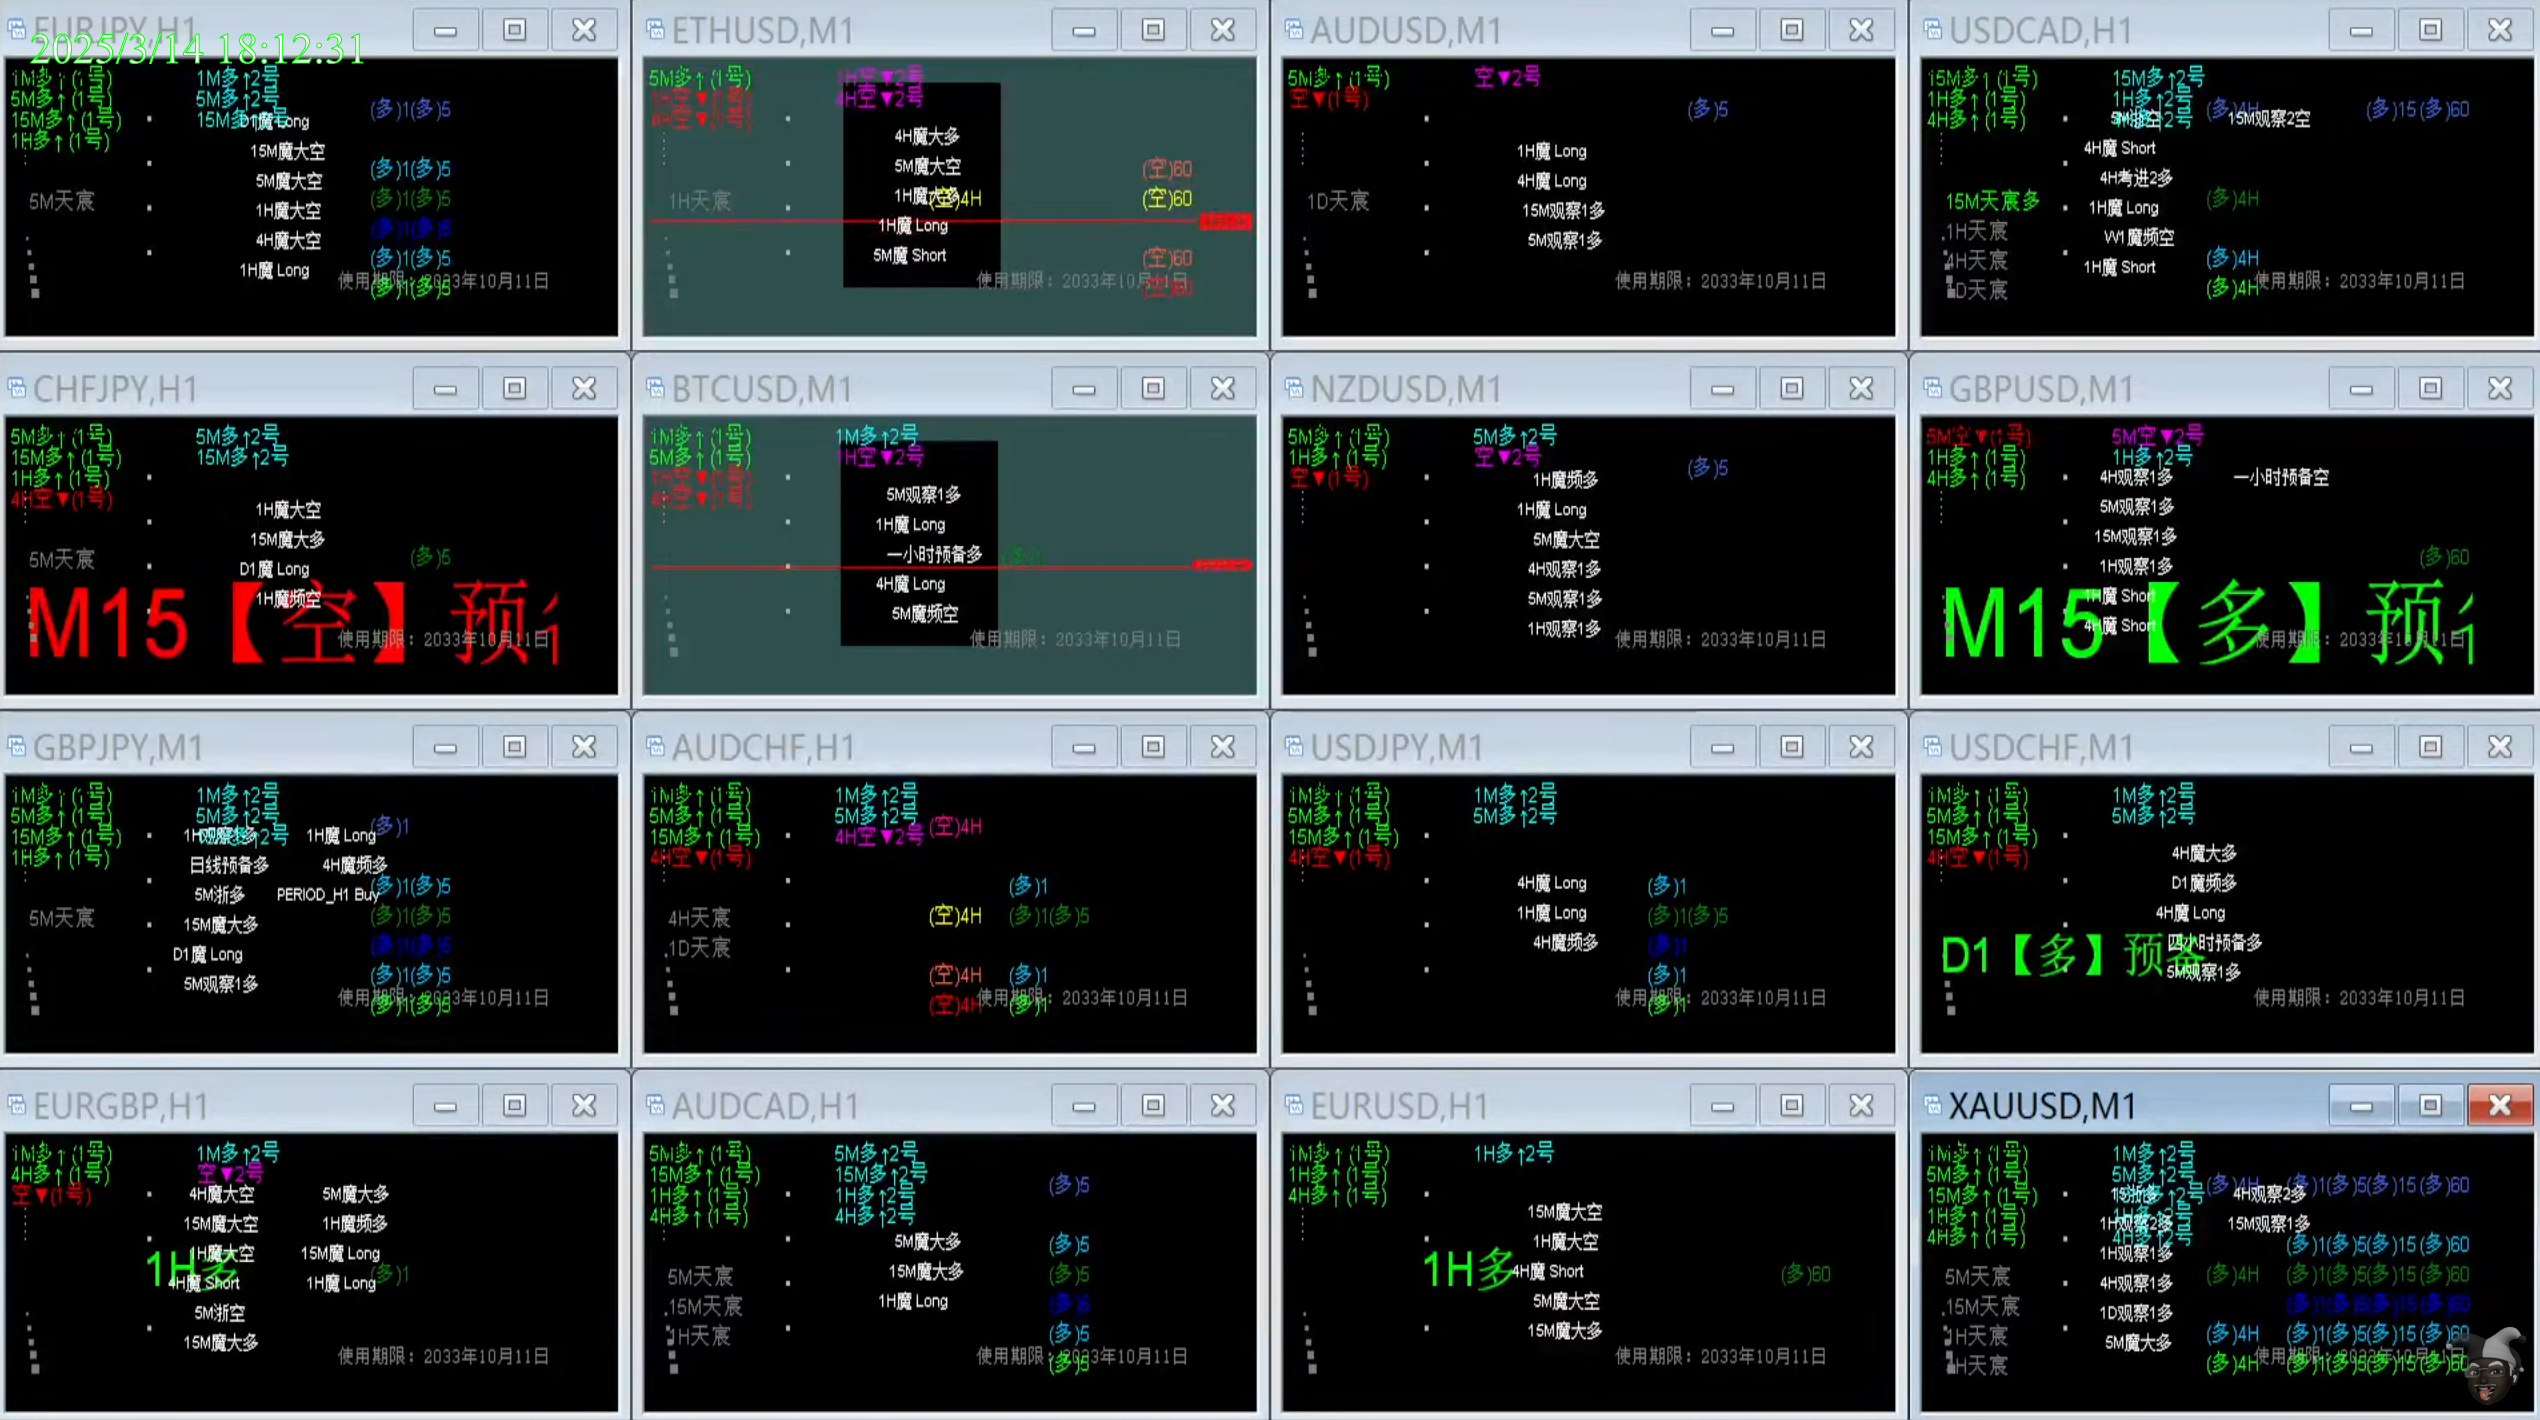 EURJPY,H1
2025/3/14 18:12:31
1M多↑(1号) 1M多↑2号
5M多↑(1号) 5M多↑2号 (多)1(多)5
15M多↑(1号) 15M多↑2号 D1魔 Long
1H多↑(1号)
15M魔大空
(多)1(多)5
5M魔大空
5M天宸 (多)1(多)5
1H魔大空
(多)1(多)5
4H魔大空
(多)1(多)5
1H魔 Long
使用期限：2033年10月11日
(多)1(多)5
ETHUSD,M1
5M多↑(1号) 1H空▼2号
1H空▼(1号) 4H空▼2号
4H空▼(1号)
4H魔大多
5M魔大空 (空)60
1H天宸 (空)4H (空)60
1H魔 Long
5M魔 Short (空)60
使用期限：2033年10月11日
AUDUSD,M1
5M多↑(1号) 空▼2号
空▼(1号) (多)5
1H魔 Long
4H魔 Long
1D天宸
15M观察1多
5M观察1多
使用期限：2033年10月11日
USDCAD,H1
15M多↑(1号) 15M多↑2号
1H多↑(1号) 1H多↑2号 (多)4H (多)15(多)60
4H多↑(1号) 4H多↑2号 15M观察2空
4H魔 Short
4H考进2多
15M天宸多 (多)4H
1H魔 Long
1H天宸
W1魔频空
4H天宸 (多)4H
1H魔 Short
1D天宸 (多)4H 使用期限：2033年10月11日
CHFJPY,H1
5M多↑(1号) 5M多↑2号
15M多↑(1号) 15M多↑2号
1H多↑(1号)
4H空▼(1号)
1H魔大空
15M魔大多
5M天宸 (多)5
D1魔 Long
1H魔频空
M15【空】预
使用期限：2033年10月11日
BTCUSD,M1
1M多↑(1号) 1M多↑2号
5M多↑(1号) 1H空▼2号
1H空▼(1号)
4H空▼(1号)
5M观察1多
1H魔 Long
一小时预备多
4H魔 Long
5M魔频空
使用期限：2033年10月11日
NZDUSD,M1
5M多↑(1号) 5M多↑2号
1H多↑(1号) 空▼2号
空▼(1号) (多)5
1H魔频多
1H魔 Long
5M魔大空
4H观察1多
5M观察1多
1H观察1多
使用期限：2033年10月11日
GBPUSD,M1
5M空▼(1号) 5M空▼2号
1H多↑(1号) 1H多↑2号
4H多↑(1号) 4H观察1多 一小时预备空
5M观察1多
15M观察1多
(多)60
1H观察1多
1H魔 Short
4H魔 Short
M15【多】预
使用期限：2033年10月11日
GBPJPY,M1
1M多↑(1号) 1M多↑2号
5M多↑(1号) 5M多↑2号 (多)1
15M多↑(1号) 15M多↑2号 1H魔 Long
1H多↑(1号) 日线预备多 4H魔频多
(多)1(多)5
5M浙多 PERIOD_H1 Buy
5M天宸 (多)1(多)5
15M魔大多
(多)1(多)5
D1魔 Long
(多)1(多)5
5M观察1多
使用期限：2033年10月11日
(多)1(多)5
AUDCHF,H1
1M多↑(1号) 1M多↑2号
5M多↑(1号) 5M多↑2号
15M多↑(1号) 4H空▼2号 (空)4H
4H空▼(1号)
(多)1
4H天宸 (空)4H (多)1(多)5
1D天宸
(空)4H (多)1
(空)4H (多)1 使用期限：2033年10月11日
USDJPY,M1
1M多↑(1号) 1M多↑2号
5M多↑(1号) 5M多↑2号
15M多↑(1号)
4H空▼(1号)
4H魔 Long (多)1
1H魔 Long (多)1(多)5
4H魔频多 (多)1
(多)1
(多)1 使用期限：2033年10月11日
USDCHF,M1
1M多↑(1号) 1M多↑2号
5M多↑(1号) 5M多↑2号
15M多↑(1号)
4H空▼(1号)
4H魔大多
D1魔频多
4H魔 Long
四小时预备多
D1【多】预备
5M观察1多
使用期限：2033年10月11日
EURGBP,H1
1M多↑(1号) 1M多↑2号
4H多↑(1号) 空▼2号
空▼(1号) 4H魔大空 5M魔大多
15M魔大空 1H魔频多
1H魔大空 15M魔 Long
1H多 (多)1
4H魔 Short 1H魔 Long
5M浙空
15M魔大多
使用期限：2033年10月11日
AUDCAD,H1
5M多↑(1号) 5M多↑2号
15M多↑(1号) 15M多↑2号 (多)5
1H多↑(1号) 1H多↑2号
4H多↑(1号) 4H多↑2号
5M魔大多 (多)5
15M魔大多
5M天宸 (多)5
1H魔 Long
15M天宸 (多)5
1H天宸 (多)5
使用期限：2033年10月11日
(多)5
EURUSD,H1
1M多↑(1号) 1H多↑2号
1H多↑(1号)
4H多↑(1号)
15M魔大空
1H魔大空
1H多 4H魔 Short (多)60
5M魔大空
15M魔大多
使用期限：2033年10月11日
XAUUSD,M1
1M多↑(1号) 1M多↑2号
5M多↑(1号) 5M多↑2号 (多)4H (多)1(多)5(多)15(多)60
15M多↑(1号) 4H观察2多
1H多↑(1号) 1H观察2多 15M观察1多
4H多↑(1号) 4H多↑2号 (多)1(多)5(多)15(多)60
1H观察1多
5M天宸 (多)4H (多)1(多)5(多)15(多)60
4H观察1多
15M天宸 (多)1(多)5(多)15(多)60
1D观察1多
1H天宸 (多)4H (多)1(多)5(多)15(多)60
5M魔大多
4H天宸 (多)4H (多)1(多)5(多)15(多)60
使用期限：2033年10月11日